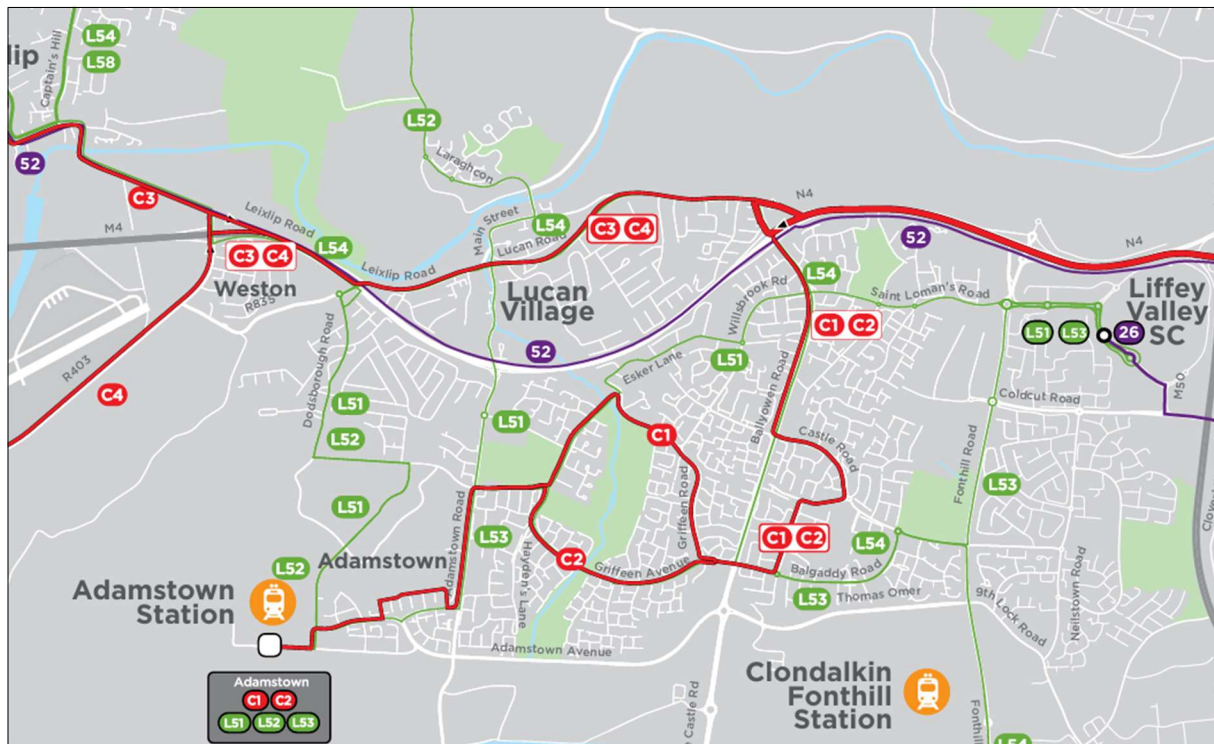 L54
L58
Captain's Hill
lip
52
C3
M4
L52
Laraghcon
Main Street
L54
Lucan Road
C3 C4
N4
52
N4
Leixlip Road
L54
Leixlip Road
C3 C4
Weston
R835
Lucan
Village
Willsbrook Rd
L54
Saint Loman's Road
Liffey
Valley
SC
L51 L53 26
C1 C2
R403
C4
Dodsborough Road
52
Esker Lane
L51
Ballyowen Road
Coldcut Road
M50
L51
L52
L51
C1
Castle Road
Fonthill Road
L53
L51
Adamstown Road
L53
Hayden's Lane
Griffeen Road
C1 C2
L54
C2
Griffeen Avenue
Balgaddy Road
L53
Thomas Omer
9th Lock Road
Neilstown Road
L52
Adamstown
Adamstown
Station
Adamstown Avenue
Adamstown
C1 C2
L51 L52 L53
Castle Rd
Clondalkin
Fonthill
Station
Fonthill
L54